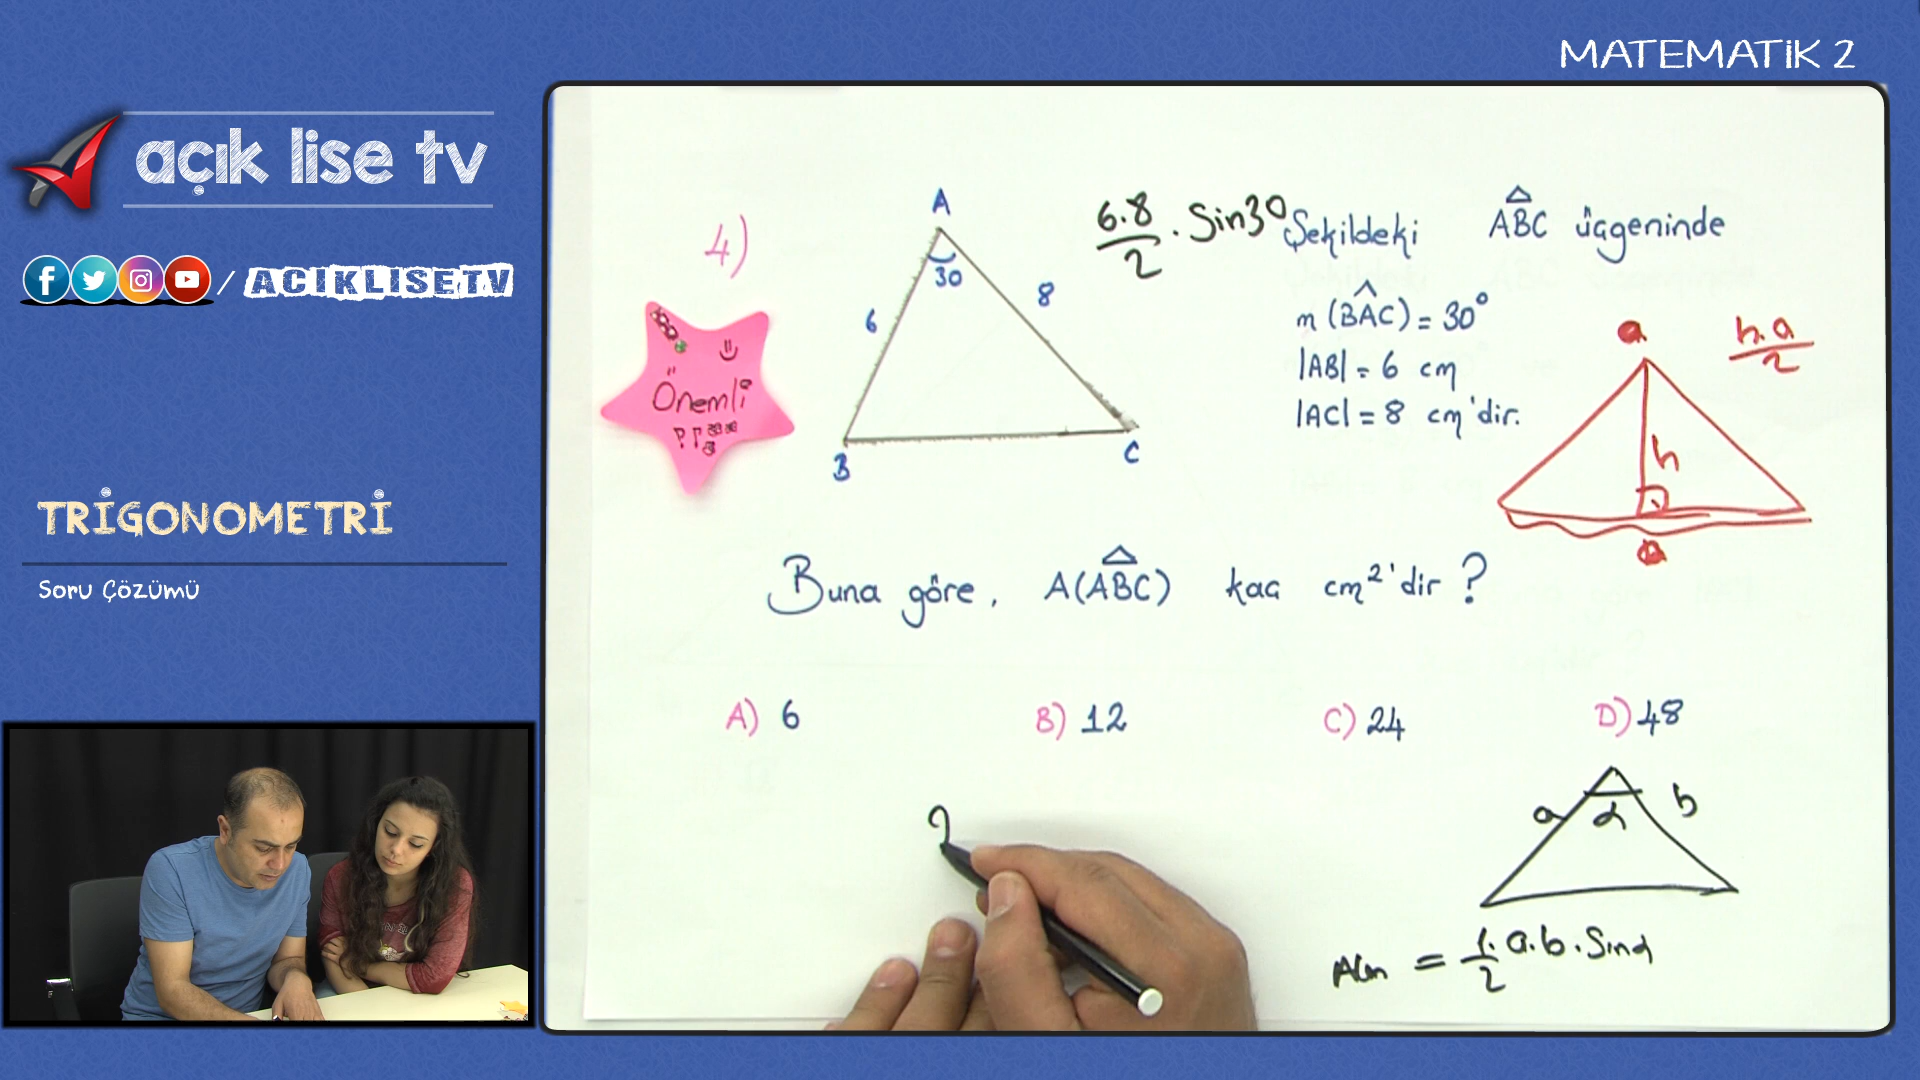 MATEMATİK 2
açık lise tv
/ ACIKLISETV
TRİGONOMETRİ
Soru Çözümü
4)
Önemli
A
30
6
8
B
C
6.8/2 . Sin30
Şekildeki ABC üçgeninde
m (BAC) = 30°
|AB| = 6 cm
|AC| = 8 cm'dir.
a
h.a/2
h
a
Buna göre, A(ABC) kaç cm²'dir ?
A) 6
B) 12
C) 24
D) 48
a
α
b
Alan = 1/2 . a.b. Sinα